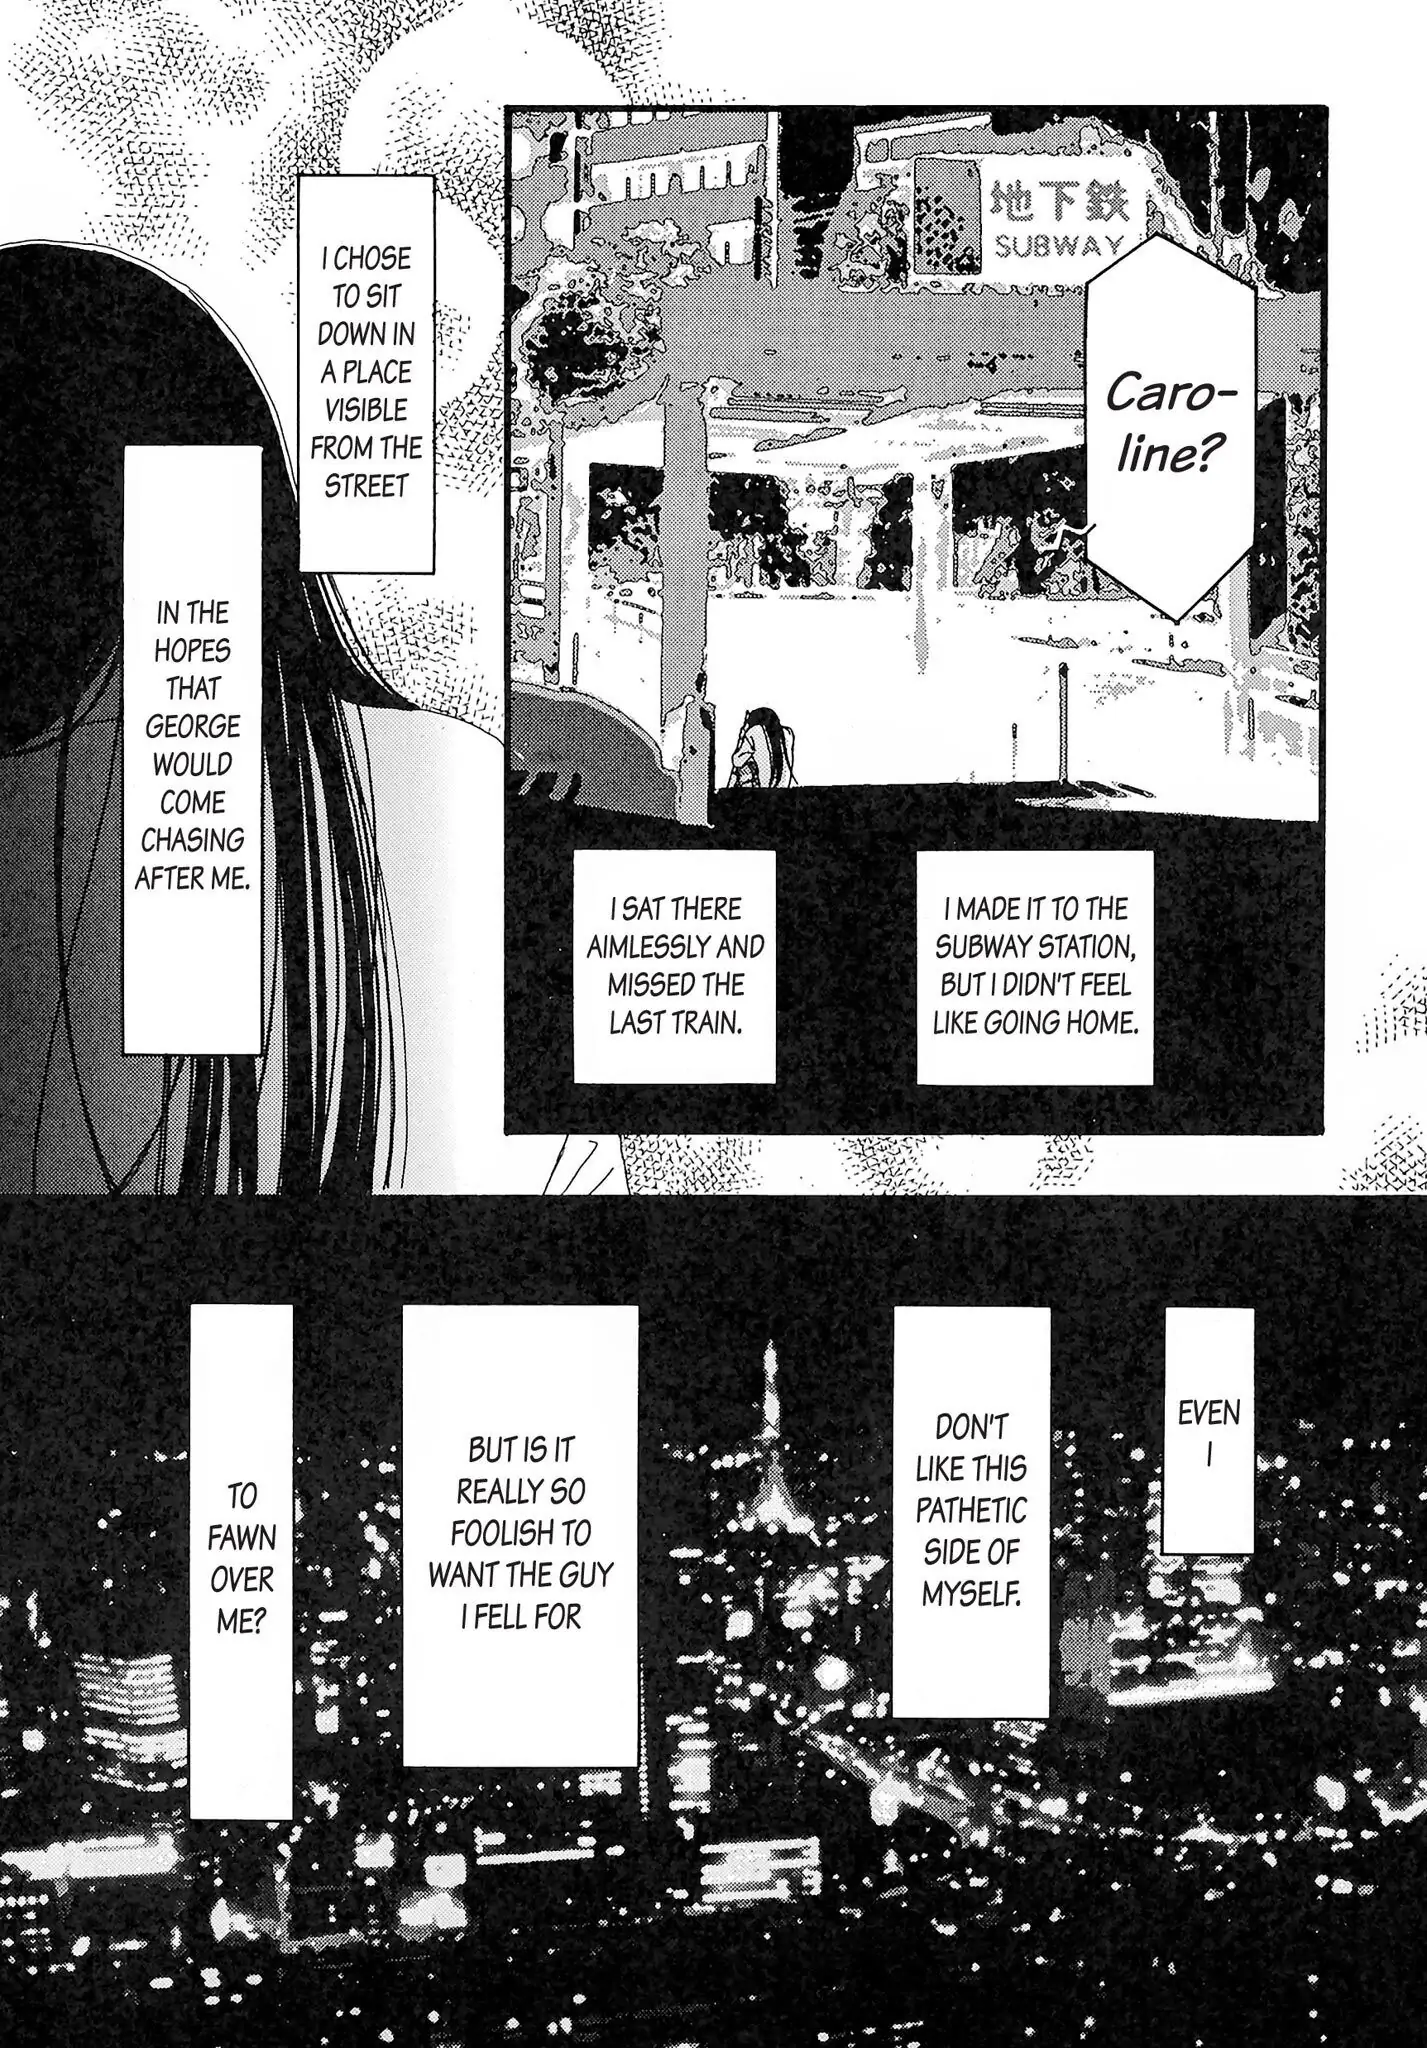 地下鉄
SUBWAY
Caro-
line?
I MADE IT TO THE
SUBWAY STATION,
BUT I DIDN'T FEEL
LIKE GOING HOME.
I SAT THERE
AIMLESSLY AND
MISSED THE
LAST TRAIN.
I CHOSE
TO SIT
DOWN IN
A PLACE
VISIBLE
FROM THE
STREET
IN THE
HOPES
THAT
GEORGE
WOULD
COME
CHASING
AFTER ME.
EVEN
I
DON'T
LIKE THIS
PATHETIC
SIDE OF
MYSELF.
BUT IS IT
REALLY SO
FOOLISH TO
WANT THE GUY
I FELL FOR
TO
FAWN
OVER
ME?